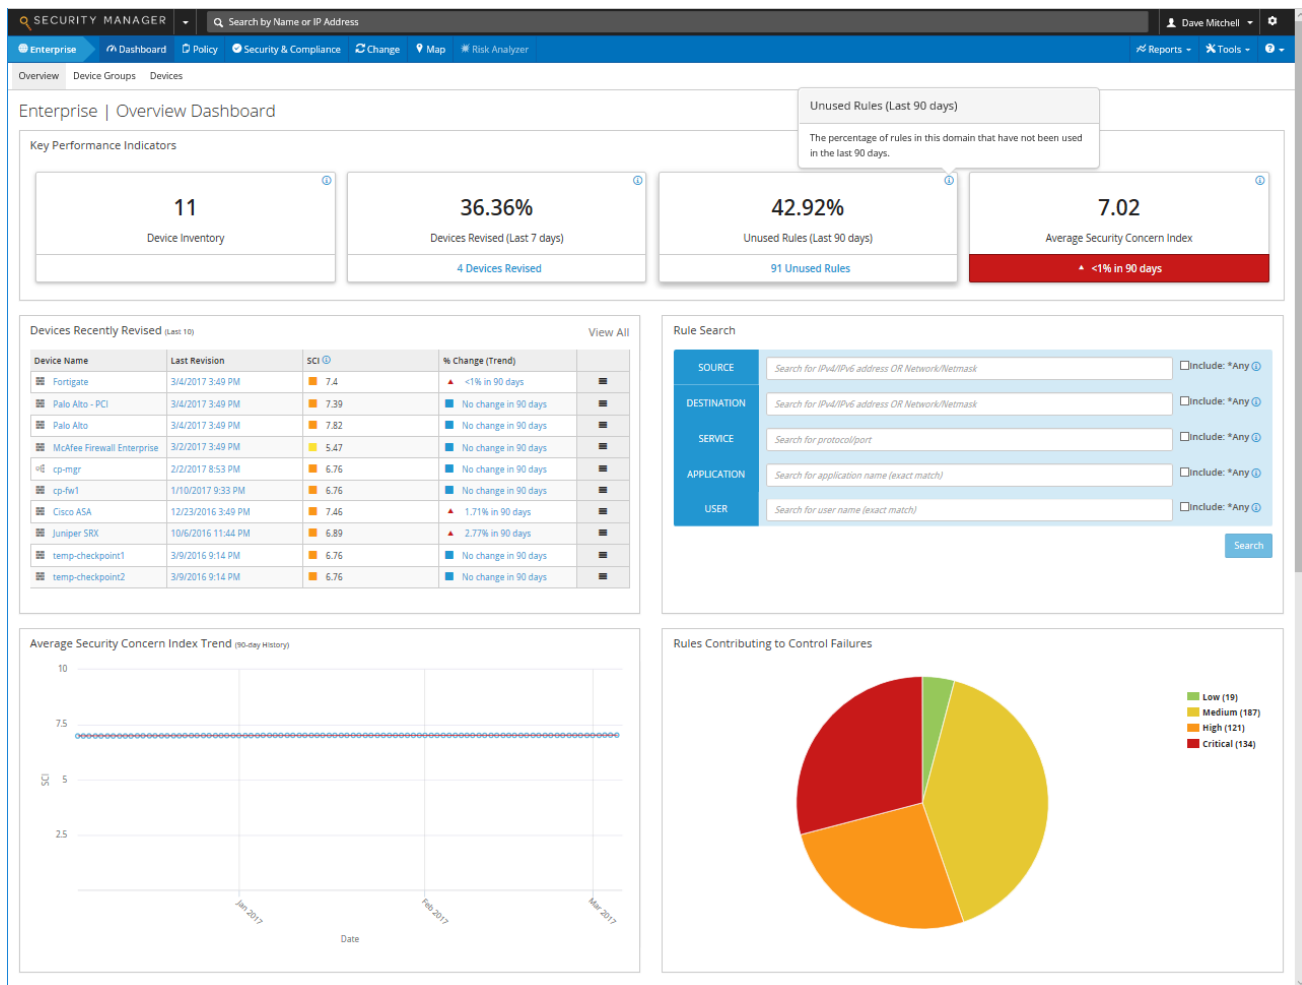 SECURITY MANAGER
Search by Name or IP Address
Dave Mitchell
Enterprise Dashboard Policy Security & Compliance Change Map Risk Analyzer Reports Tools ?
Overview Device Groups Devices
Enterprise | Overview Dashboard
Unused Rules (Last 90 days)
The percentage of rules in this domain that have not been used
in the last 90 days.
Key Performance Indicators
11
Device Inventory
36.36%
Devices Revised (Last 7 days)
4 Devices Revised
42.92%
Unused Rules (Last 90 days)
91 Unused Rules
7.02
Average Security Concern Index
<1% in 90 days
Devices Recently Revised (Last 10) View All
Device Name Last Revision SCI % Change (Trend)
Fortigate 3/4/2017 3:49 PM 7.4 <1% in 90 days
Palo Alto - PCI 3/4/2017 3:49 PM 7.39 No change in 90 days
Palo Alto 3/4/2017 3:49 PM 7.82 No change in 90 days
McAfee Firewall Enterprise 3/2/2017 3:49 PM 5.47 No change in 90 days
cp-mgr 2/2/2017 8:53 PM 6.76 No change in 90 days
cp-fw1 1/10/2017 9:33 PM 6.76 No change in 90 days
Cisco ASA 12/23/2016 3:49 PM 7.46 1.71% in 90 days
Juniper SRX 10/6/2016 11:44 PM 6.89 2.77% in 90 days
temp-checkpoint1 3/9/2016 9:14 PM 6.76 No change in 90 days
temp-checkpoint2 3/9/2016 9:14 PM 6.76 No change in 90 days
Rule Search
SOURCE Search for IPv4/IPv6 address OR Network/Netmask Include: *Any
DESTINATION Search for IPv4/IPv6 address OR Network/Netmask Include: *Any
SERVICE Search for protocol/port Include: *Any
APPLICATION Search for application name (exact match) Include: *Any
USER Search for user name (exact match) Include: *Any
Search
Average Security Concern Index Trend (90-day History)
10
7.5
5
2.5
SCI
Jan 2017
Feb 2017
Mar 2017
Date
Rules Contributing to Control Failures
Low (19)
Medium (187)
High (121)
Critical (134)